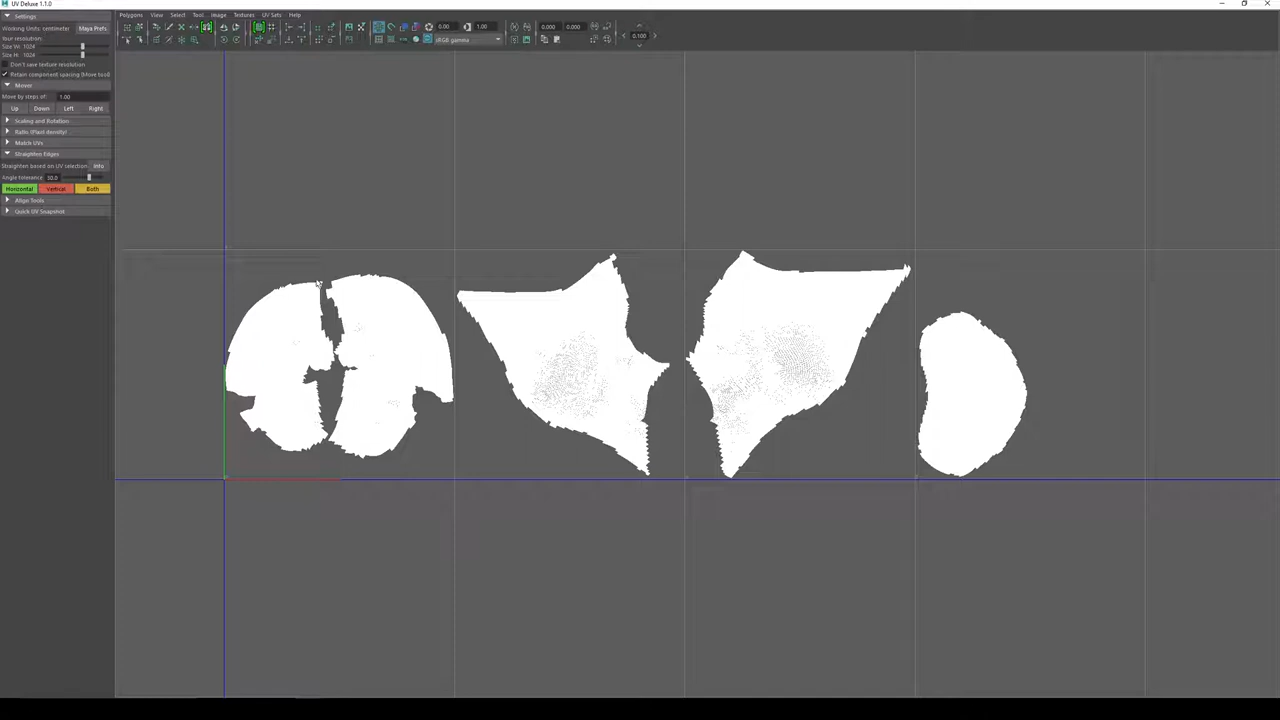 UV Deluxe 1.1.0
Polygons View Select Tool Image Textures UV Sets Help
Settings
Working Units: centimeter Maya Prefs
Your resolution:
Size W: 1024
Size H: 1024
Don't save texture resolution
Retain component spacing (Move tool)
Mover
Move by steps of: 1.00
Up Down Left Right
Scaling and Rotation
Ratio (Pixel density)
Match UVs
Straighten Edges
Straighten based on UV selection Info
Angle tolerance 30.0
Horizontal Vertical Both
Align Tools
Quick UV Snapshot
0.00 1.00 0.000 0.000
sRGB gamma 0.100